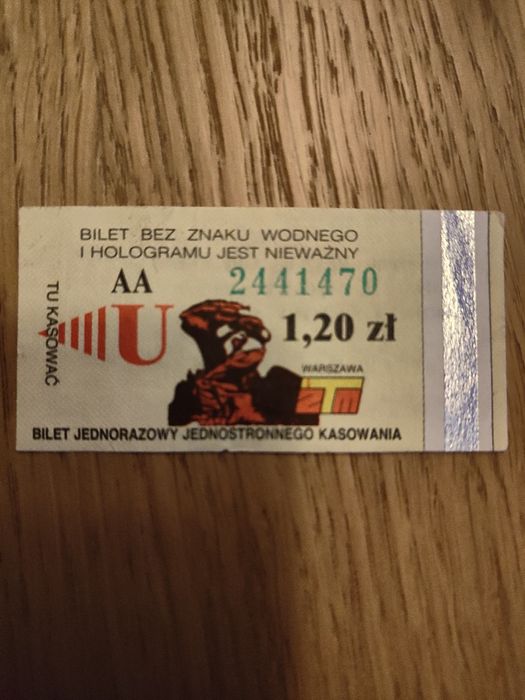 BILET BEZ ZNAKU WODNEGO
I HOLOGRAMU JEST NIEWAŻNY
AA 2441470
TU KASOWAĆ
U 1,20 zł
WARSZAWA
ZTM
BILET JEDNORAZOWY JEDNOSTRONNEGO KASOWANIA